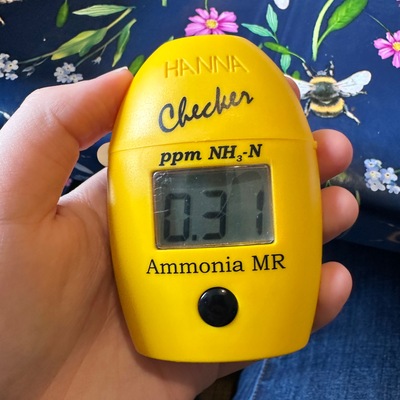 HANNA
Checker
ppm NH₃-N
0.31
Ammonia MR